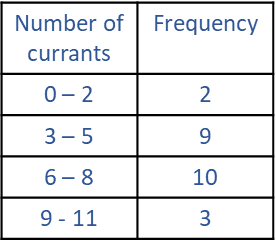 Number of Frequency
currants
0 – 2 2
3 – 5 9
6 – 8 10
9 - 11 3